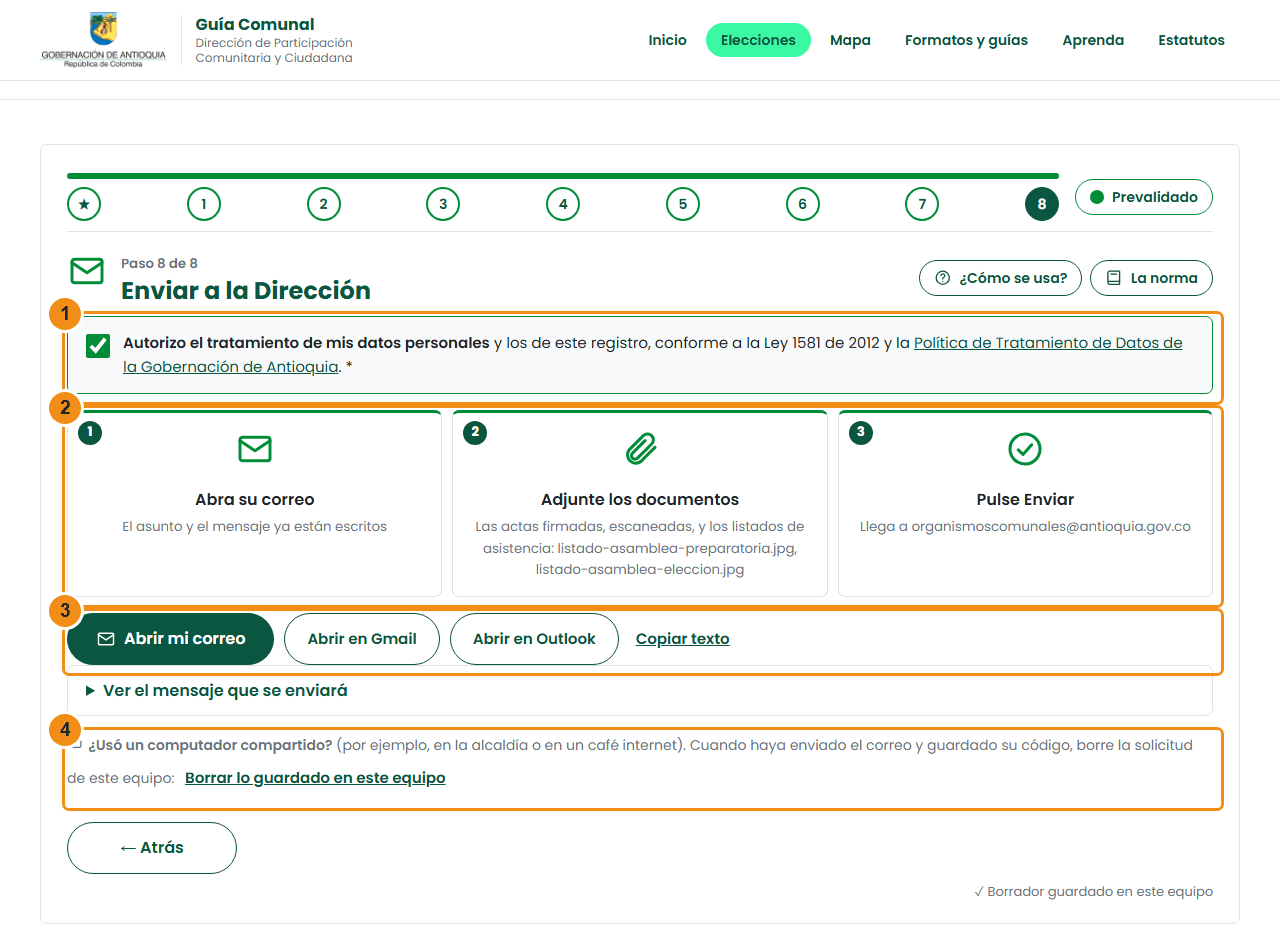 GOBERNACIÓN DE ANTIOQUIA
República de Colombia
Guía Comunal
Dirección de Participación
Comunitaria y Ciudadana
Inicio
Elecciones
Mapa
Formatos y guías
Aprenda
Estatutos
★ 1 2 3 4 5 6 7 8
Prevalidado
Paso 8 de 8
Enviar a la Dirección
¿Cómo se usa?
La norma
1
Autorizo el tratamiento de mis datos personales y los de este registro, conforme a la Ley 1581 de 2012 y la Política de Tratamiento de Datos de
la Gobernación de Antioquia. *
2
1
Abra su correo
El asunto y el mensaje ya están escritos
2
Adjunte los documentos
Las actas firmadas, escaneadas, y los listados de
asistencia: listado-asamblea-preparatoria.jpg,
listado-asamblea-eleccion.jpg
3
Pulse Enviar
Llega a organismoscomunales@antioquia.gov.co
3
Abrir mi correo
Abrir en Gmail
Abrir en Outlook
Copiar texto
▶ Ver el mensaje que se enviará
4
¿Usó un computador compartido? (por ejemplo, en la alcaldía o en un café internet). Cuando haya enviado el correo y guardado su código, borre la solicitud
de este equipo: Borrar lo guardado en este equipo
← Atrás
✓ Borrador guardado en este equipo